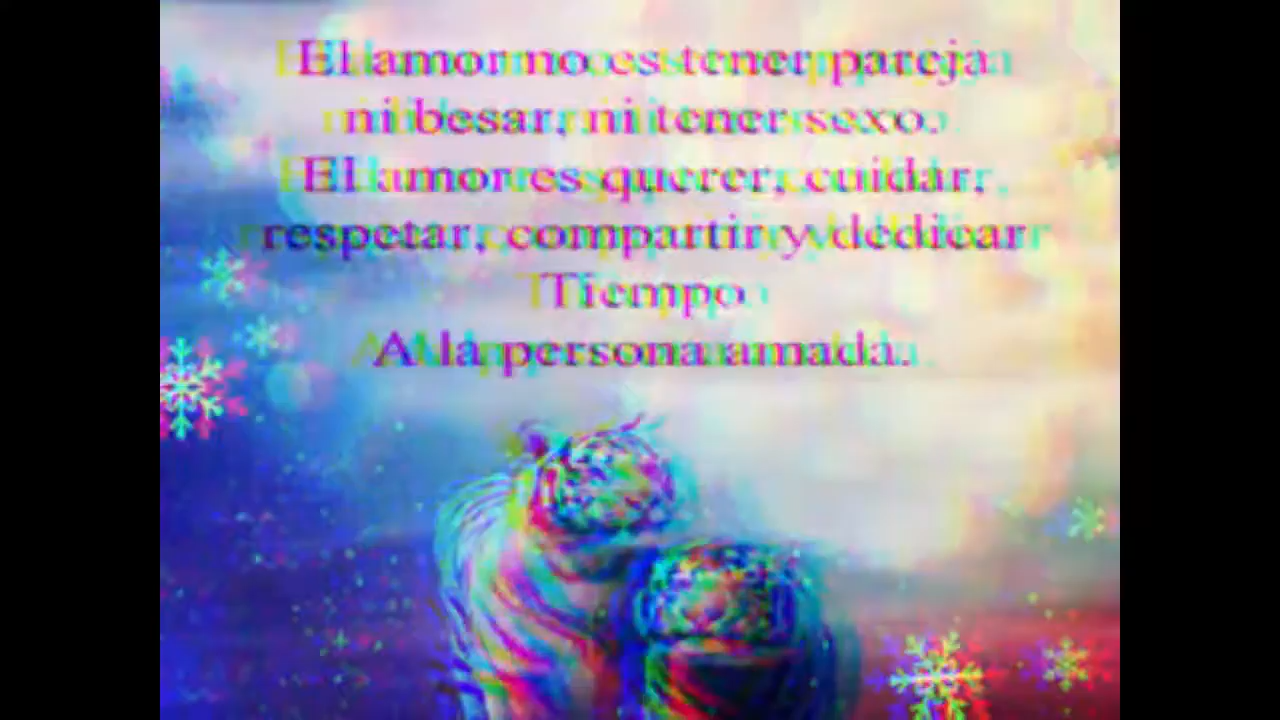 El amor no es tener pareja
ni besar, ni tener sexo.
El amor es querer, cuidar,
respetar, compartir y dedicar
Tiempo
A la persona amada.